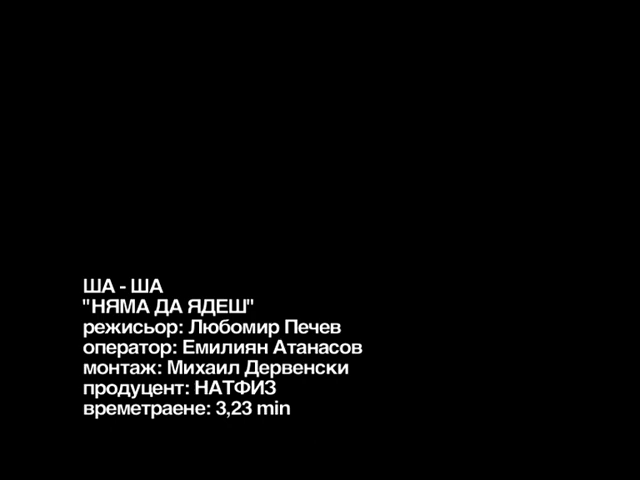 ША - ША
"НЯМА ДА ЯДЕШ"
режисьор: Любомир Печев
оператор: Емилиян Атанасов
монтаж: Михаил Дервенски
продуцент: НАТФИЗ
времетраене: 3,23 min